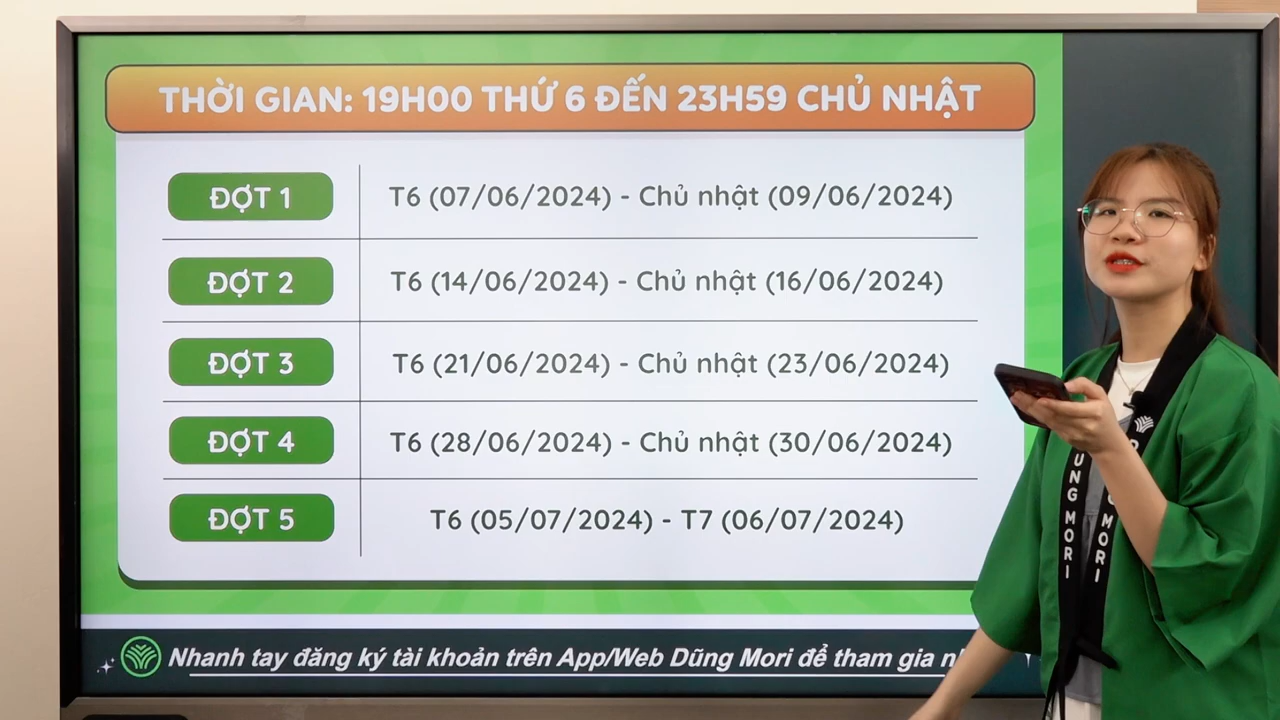 THỜI GIAN: 19H00 THỨ 6 ĐẾN 23H59 CHỦ NHẬT
ĐỢT 1 T6 (07/06/2024) - Chủ nhật (09/06/2024)
ĐỢT 2 T6 (14/06/2024) - Chủ nhật (16/06/2024)
ĐỢT 3 T6 (21/06/2024) - Chủ nhật (23/06/2024)
ĐỢT 4 T6 (28/06/2024) - Chủ nhật (30/06/2024)
ĐỢT 5 T6 (05/07/2024) - T7 (06/07/2024)
Nhanh tay đăng ký tài khoản trên App/Web Dũng Mori để tham gia
MORI
MORI